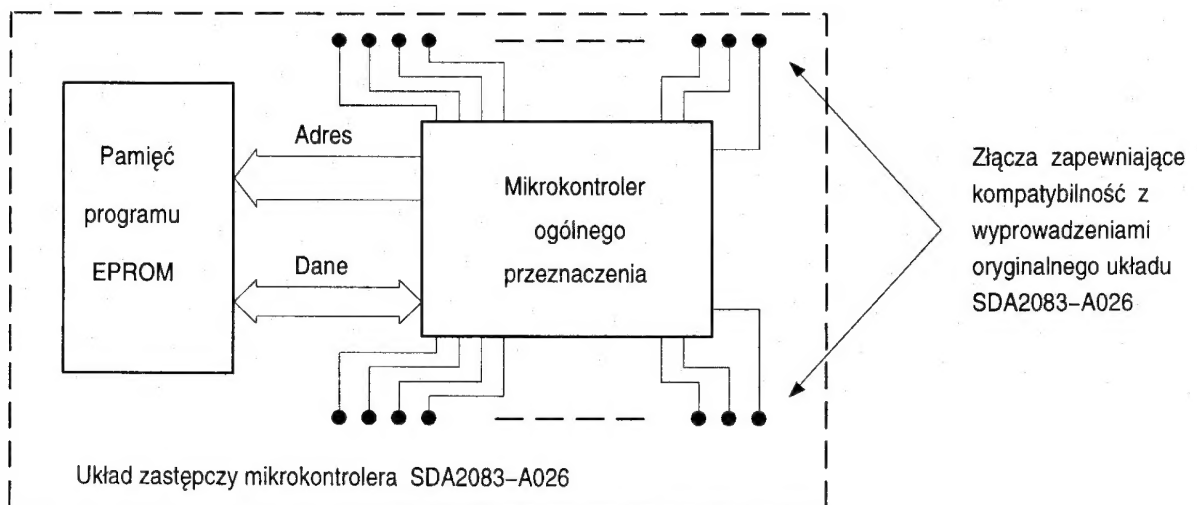 Pamięć
programu
EPROM
Adres
Dane
Mikrokontroler
ogólnego
przeznaczenia
Złącza zapewniające
kompatybilność z
wyprowadzeniami
oryginalnego układu
SDA2083–A026
Układ zastępczy mikrokontrolera SDA2083–A026